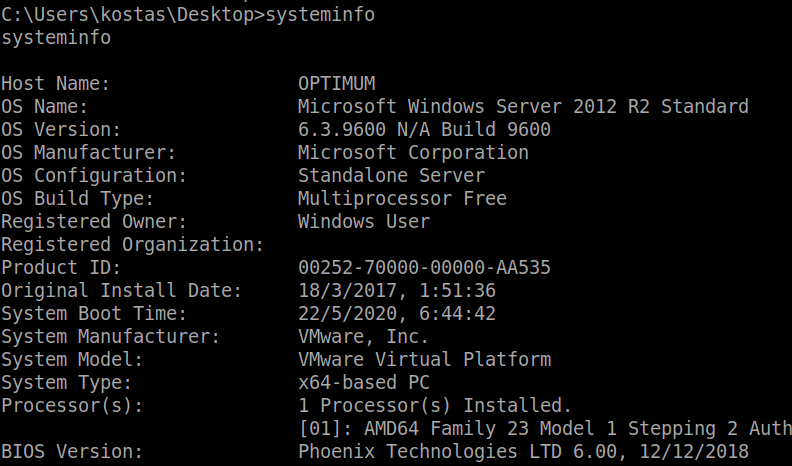 C:\Users\kostas\Desktop>systeminfo
systeminfo
Host Name: OPTIMUM
OS Name: Microsoft Windows Server 2012 R2 Standard
OS Version: 6.3.9600 N/A Build 9600
OS Manufacturer: Microsoft Corporation
OS Configuration: Standalone Server
OS Build Type: Multiprocessor Free
Registered Owner: Windows User
Registered Organization:
Product ID: 00252-70000-00000-AA535
Original Install Date: 18/3/2017, 1:51:36
System Boot Time: 22/5/2020, 6:44:42
System Manufacturer: VMware, Inc.
System Model: VMware Virtual Platform
System Type: x64-based PC
Processor(s): 1 Processor(s) Installed.
[01]: AMD64 Family 23 Model 1 Stepping 2 Auth
BIOS Version: Phoenix Technologies LTD 6.00, 12/12/2018